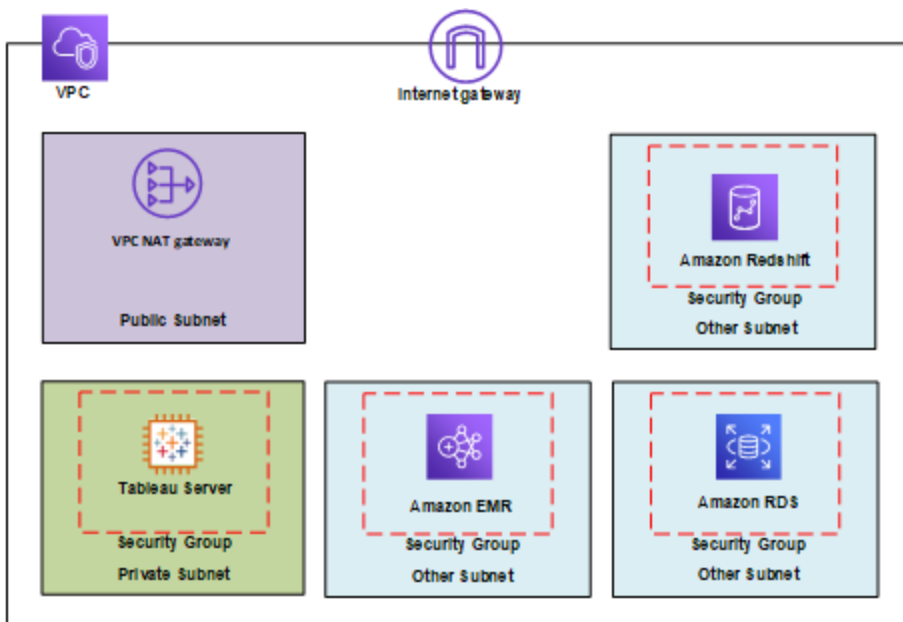 VPC
Internet gateway
VPC NAT gateway
Public Subnet
Amazon Redshift
Security Group
Other Subnet
Tableau Server
Security Group
Private Subnet
Amazon EMR
Security Group
Other Subnet
Amazon RDS
Security Group
Other Subnet